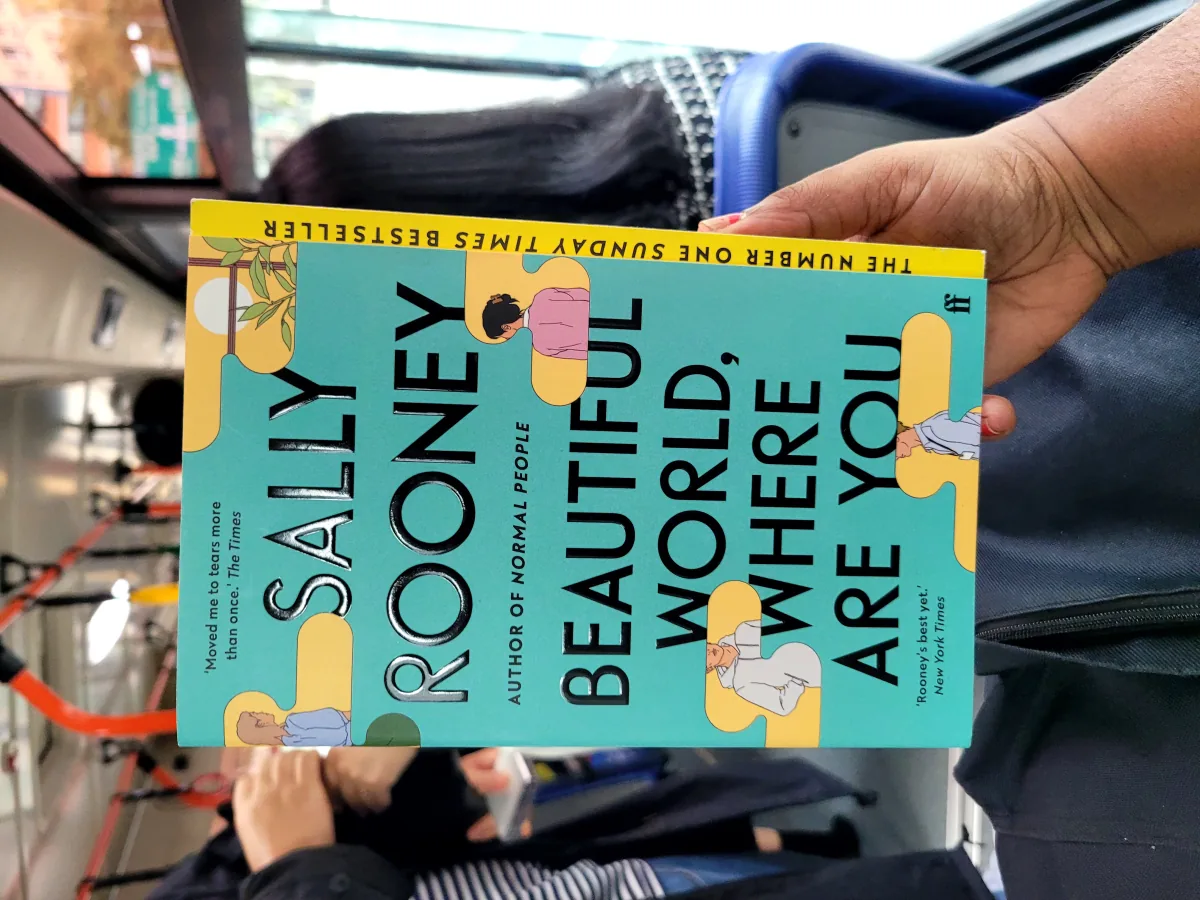 'Moved me to tears more
than once.' The Times
SALLY
ROONEY
AUTHOR OF NORMAL PEOPLE
BEAUTIFUL
WORLD,
WHERE
ARE YOU
'Rooney's best yet.'
New York Times
ff
THE NUMBER ONE SUNDAY TIMES BESTSELLER